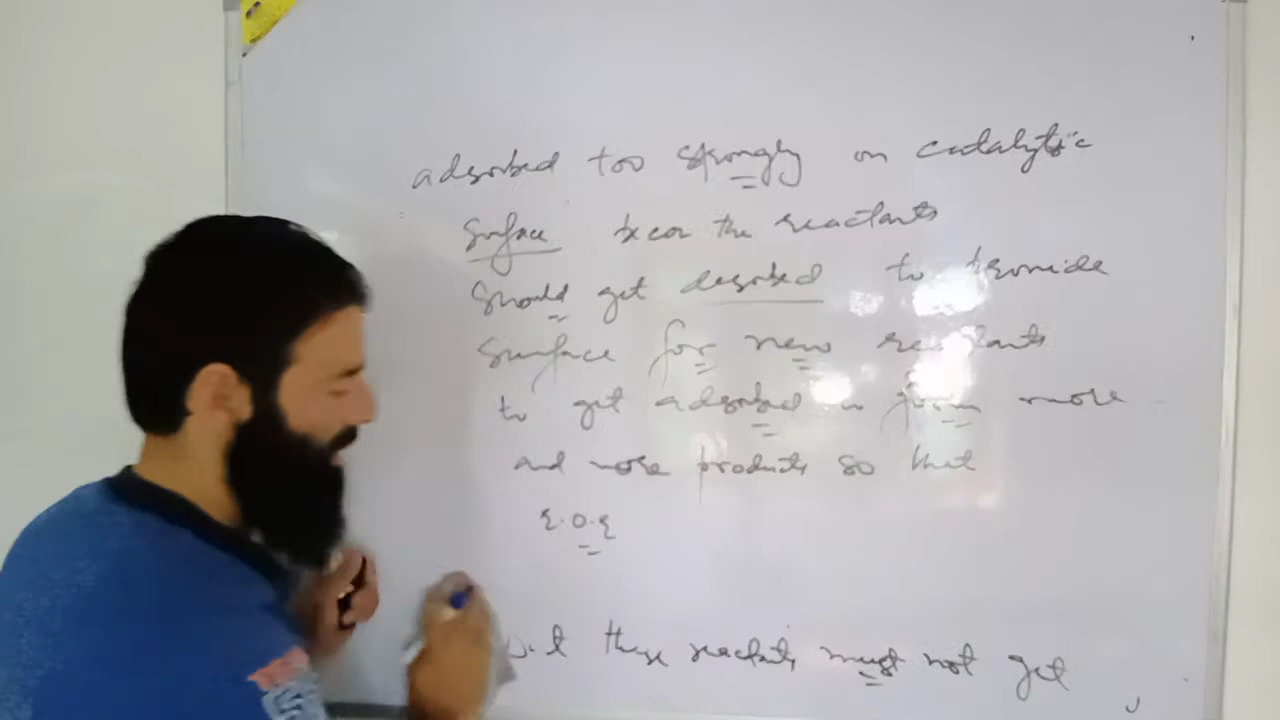 adsorbed too strongly on catalytic
surface becoz the reactants
should get desorbed to provide
surface for new reactants
to get adsorbed & form more
and more products so that
r.o.r
but these reactants must not get